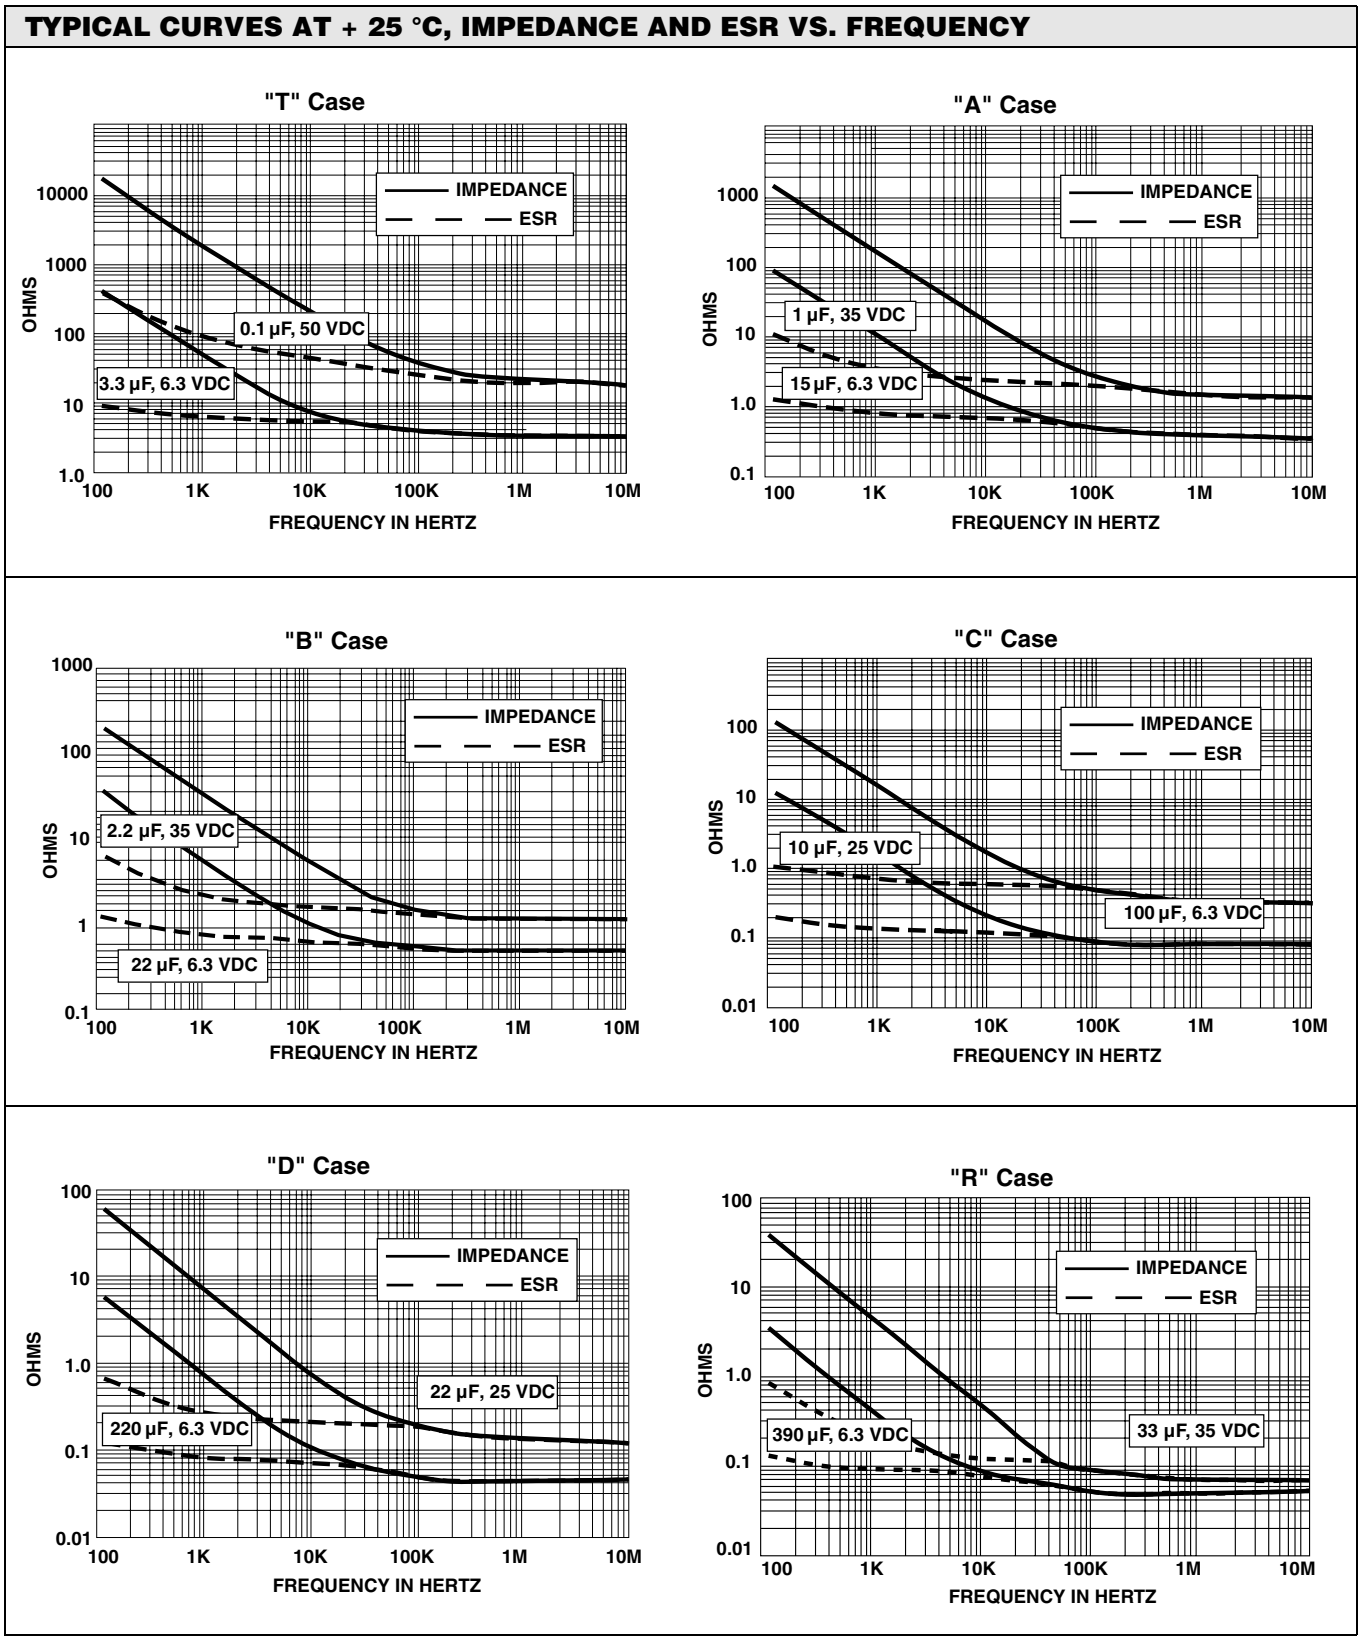 TYPICAL CURVES AT + 25 °C, IMPEDANCE AND ESR VS. FREQUENCY
"T" Case
OHMS
10000
1000
100
10
1.0
IMPEDANCE
ESR
0.1 µF, 50 VDC
3.3 µF, 6.3 VDC
100 1K 10K 100K 1M 10M
FREQUENCY IN HERTZ
"A" Case
OHMS
1000
100
10
1.0
0.1
IMPEDANCE
ESR
1 µF, 35 VDC
15 µF, 6.3 VDC
100 1K 10K 100K 1M 10M
FREQUENCY IN HERTZ
"B" Case
OHMS
1000
100
10
1
0.1
IMPEDANCE
ESR
2.2 µF, 35 VDC
22 µF, 6.3 VDC
100 1K 10K 100K 1M 10M
FREQUENCY IN HERTZ
"C" Case
OHMS
100
10
1.0
0.1
0.01
IMPEDANCE
ESR
10 µF, 25 VDC
100 µF, 6.3 VDC
100 1K 10K 100K 1M 10M
FREQUENCY IN HERTZ
"D" Case
OHMS
100
10
1.0
0.1
0.01
IMPEDANCE
ESR
22 µF, 25 VDC
220 µF, 6.3 VDC
100 1K 10K 100K 1M 10M
FREQUENCY IN HERTZ
"R" Case
OHMS
100
10
1.0
0.1
0.01
IMPEDANCE
ESR
390 µF, 6.3 VDC
33 µF, 35 VDC
100 1K 10K 100K 1M 10M
FREQUENCY IN HERTZ